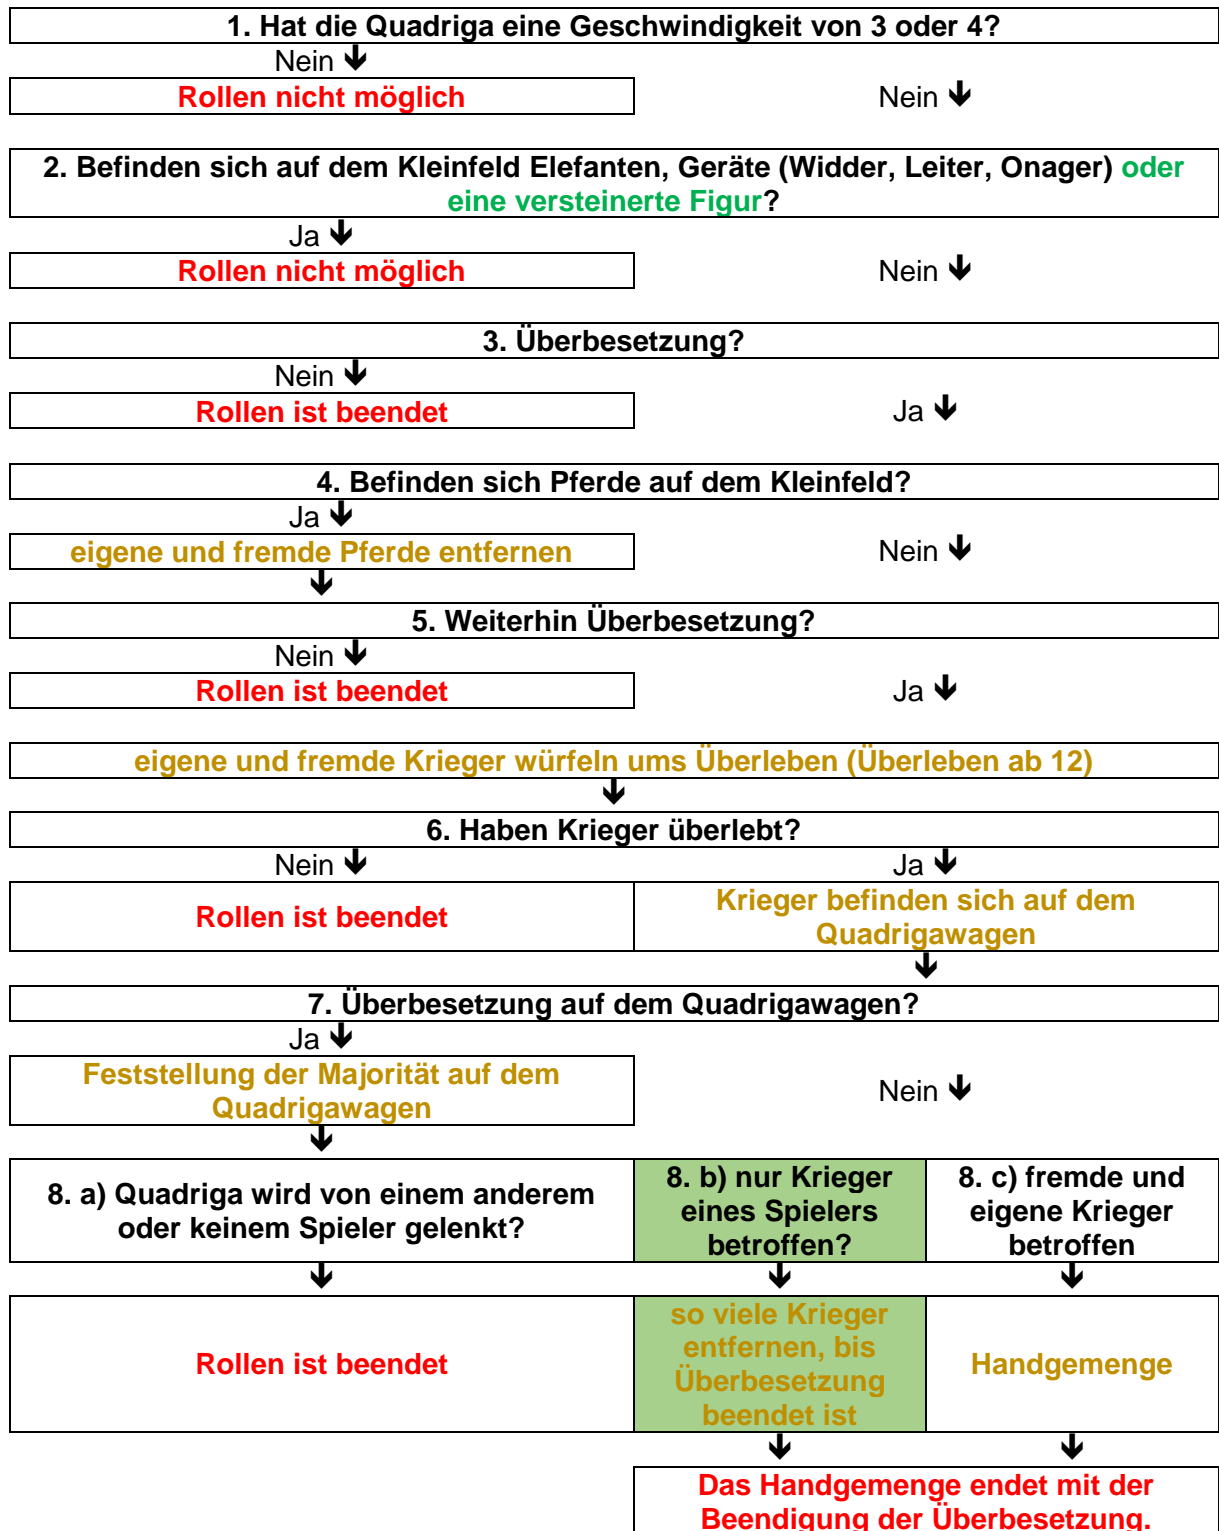 1. Hat die Quadriga eine Geschwindigkeit von 3 oder 4?
Nein 🡻
Rollen nicht möglich
Nein 🡻
2. Befinden sich auf dem Kleinfeld Elefanten, Geräte (Widder, Leiter, Onager) oder
eine versteinerte Figur?
Ja 🡻
Rollen nicht möglich
Nein 🡻
3. Überbesetzung?
Nein 🡻
Rollen ist beendet
Ja 🡻
4. Befinden sich Pferde auf dem Kleinfeld?
Ja 🡻
eigene und fremde Pferde entfernen
Nein 🡻
🡻
5. Weiterhin Überbesetzung?
Nein 🡻
Rollen ist beendet
Ja 🡻
eigene und fremde Krieger würfeln ums Überleben (Überleben ab 12)
🡻
6. Haben Krieger überlebt?
Nein 🡻
Ja 🡻
Rollen ist beendet
Krieger befinden sich auf dem
Quadrigawagen
🡻
7. Überbesetzung auf dem Quadrigawagen?
Ja 🡻
Feststellung der Majorität auf dem
Quadrigawagen
Nein 🡻
🡻
8. a) Quadriga wird von einem anderem
oder keinem Spieler gelenkt?
8. b) nur Krieger
eines Spielers
betroffen?
8. c) fremde und
eigene Krieger
betroffen
🡻 🡻 🡻
Rollen ist beendet
so viele Krieger
entfernen, bis
Überbesetzung
beendet ist
Handgemenge
🡻 🡻
Das Handgemenge endet mit der
Beendigung der Überbesetzung.